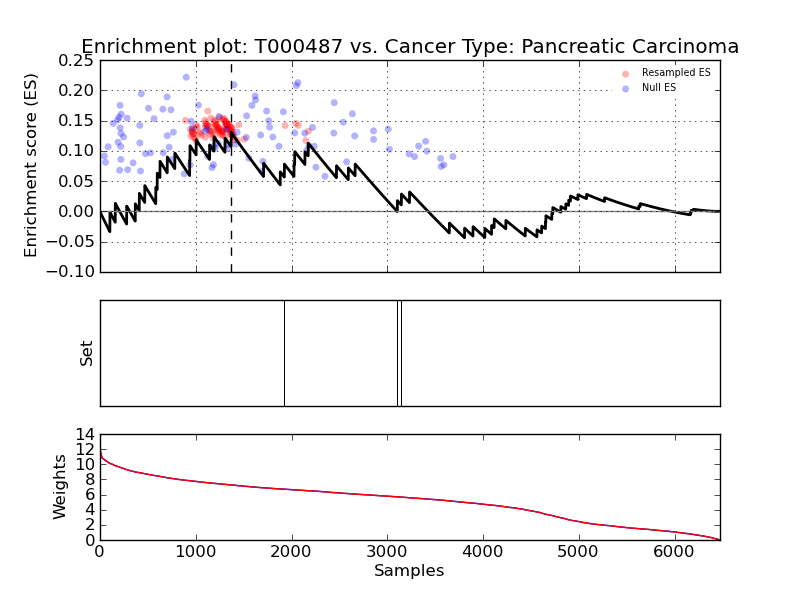 Enrichment plot: T000487 vs. Cancer Type: Pancreatic Carcinoma
Enrichment score (ES)
0.25
0.20
0.15
0.10
0.05
0.00
−0.05
−0.10
Resampled ES
Null ES
Set
Weights
14
12
10
8
6
4
2
0
0 1000 2000 3000 4000 5000 6000
Samples